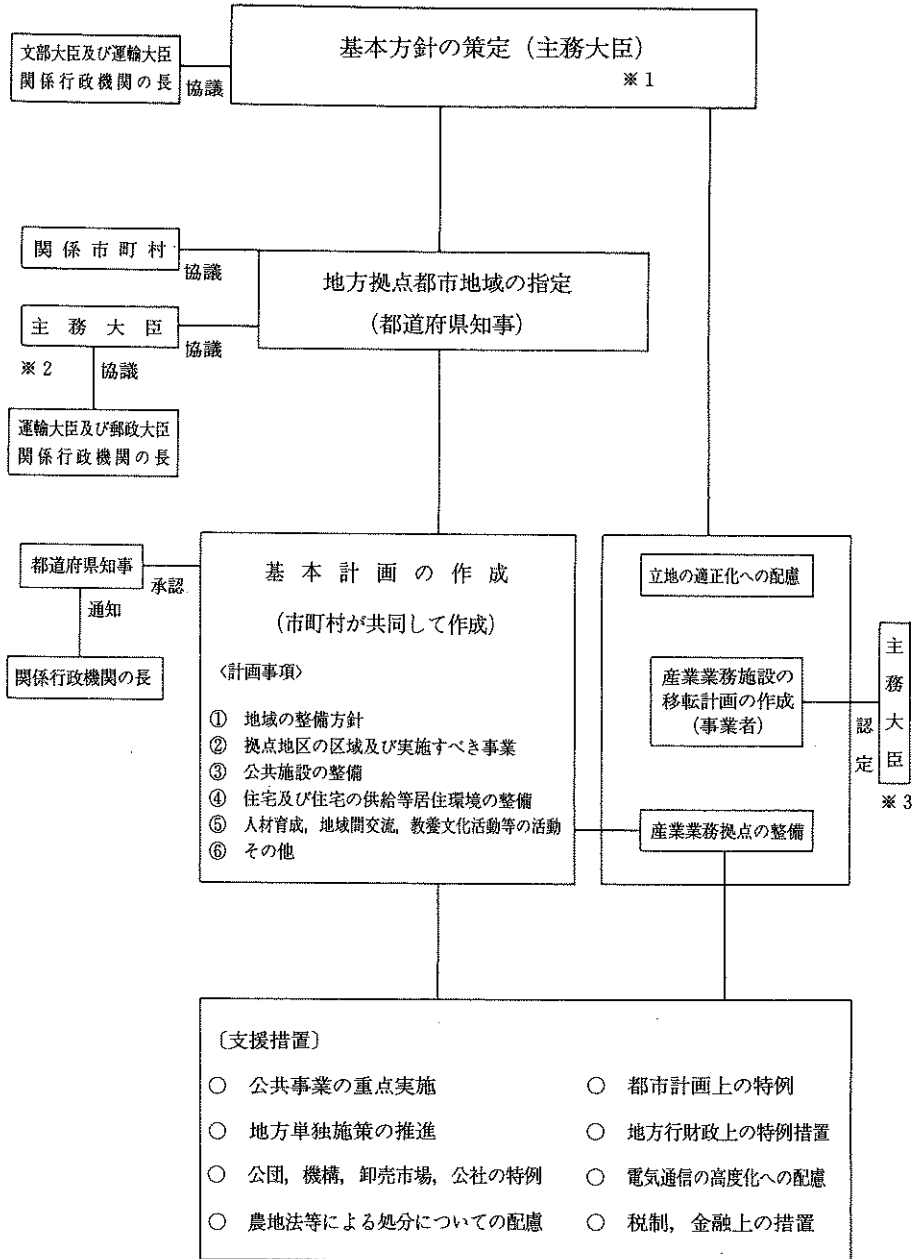 文部大臣及び運輸大臣
関係行政機関の長
協議
基本方針の策定（主務大臣）
※1
関係市町村
協議
主務大臣
協議
※2
協議
運輸大臣及び郵政大臣
関係行政機関の長
地方拠点都市地域の指定
（都道府県知事）
都道府県知事
承認
通知
関係行政機関の長
基本計画の作成
（市町村が共同して作成）
〈計画事項〉
① 地域の整備方針
② 拠点地区の区域及び実施すべき事業
③ 公共施設の整備
④ 住宅及び住宅の供給等居住環境の整備
⑤ 人材育成，地域間交流，教養文化活動等の活動
⑥ その他
立地の適正化への配慮
産業業務施設の
移転計画の作成
（事業者）
認定
主務大臣
※3
産業業務拠点の整備
〔支援措置〕
○ 公共事業の重点実施
○ 都市計画上の特例
○ 地方単独施策の推進
○ 地方行財政上の特例措置
○ 公団，機構，卸売市場，公社の特例
○ 電気通信の高度化への配慮
○ 農地法等による処分についての配慮
○ 税制，金融上の措置